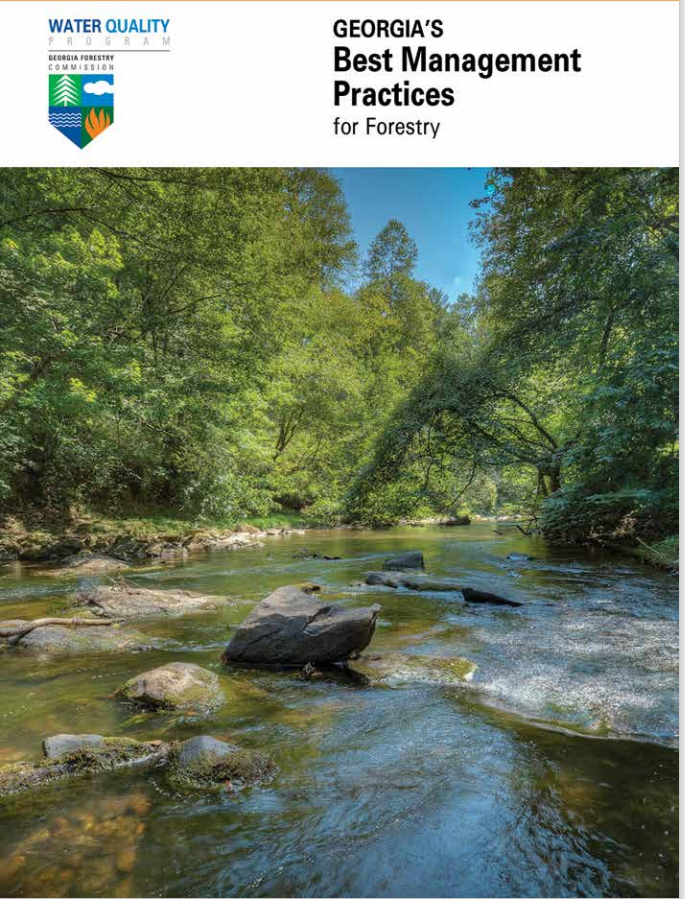 WATER QUALITY
PROGRAM
GEORGIA FORESTRY
COMMISSION
GEORGIA'S
Best Management
Practices
for Forestry